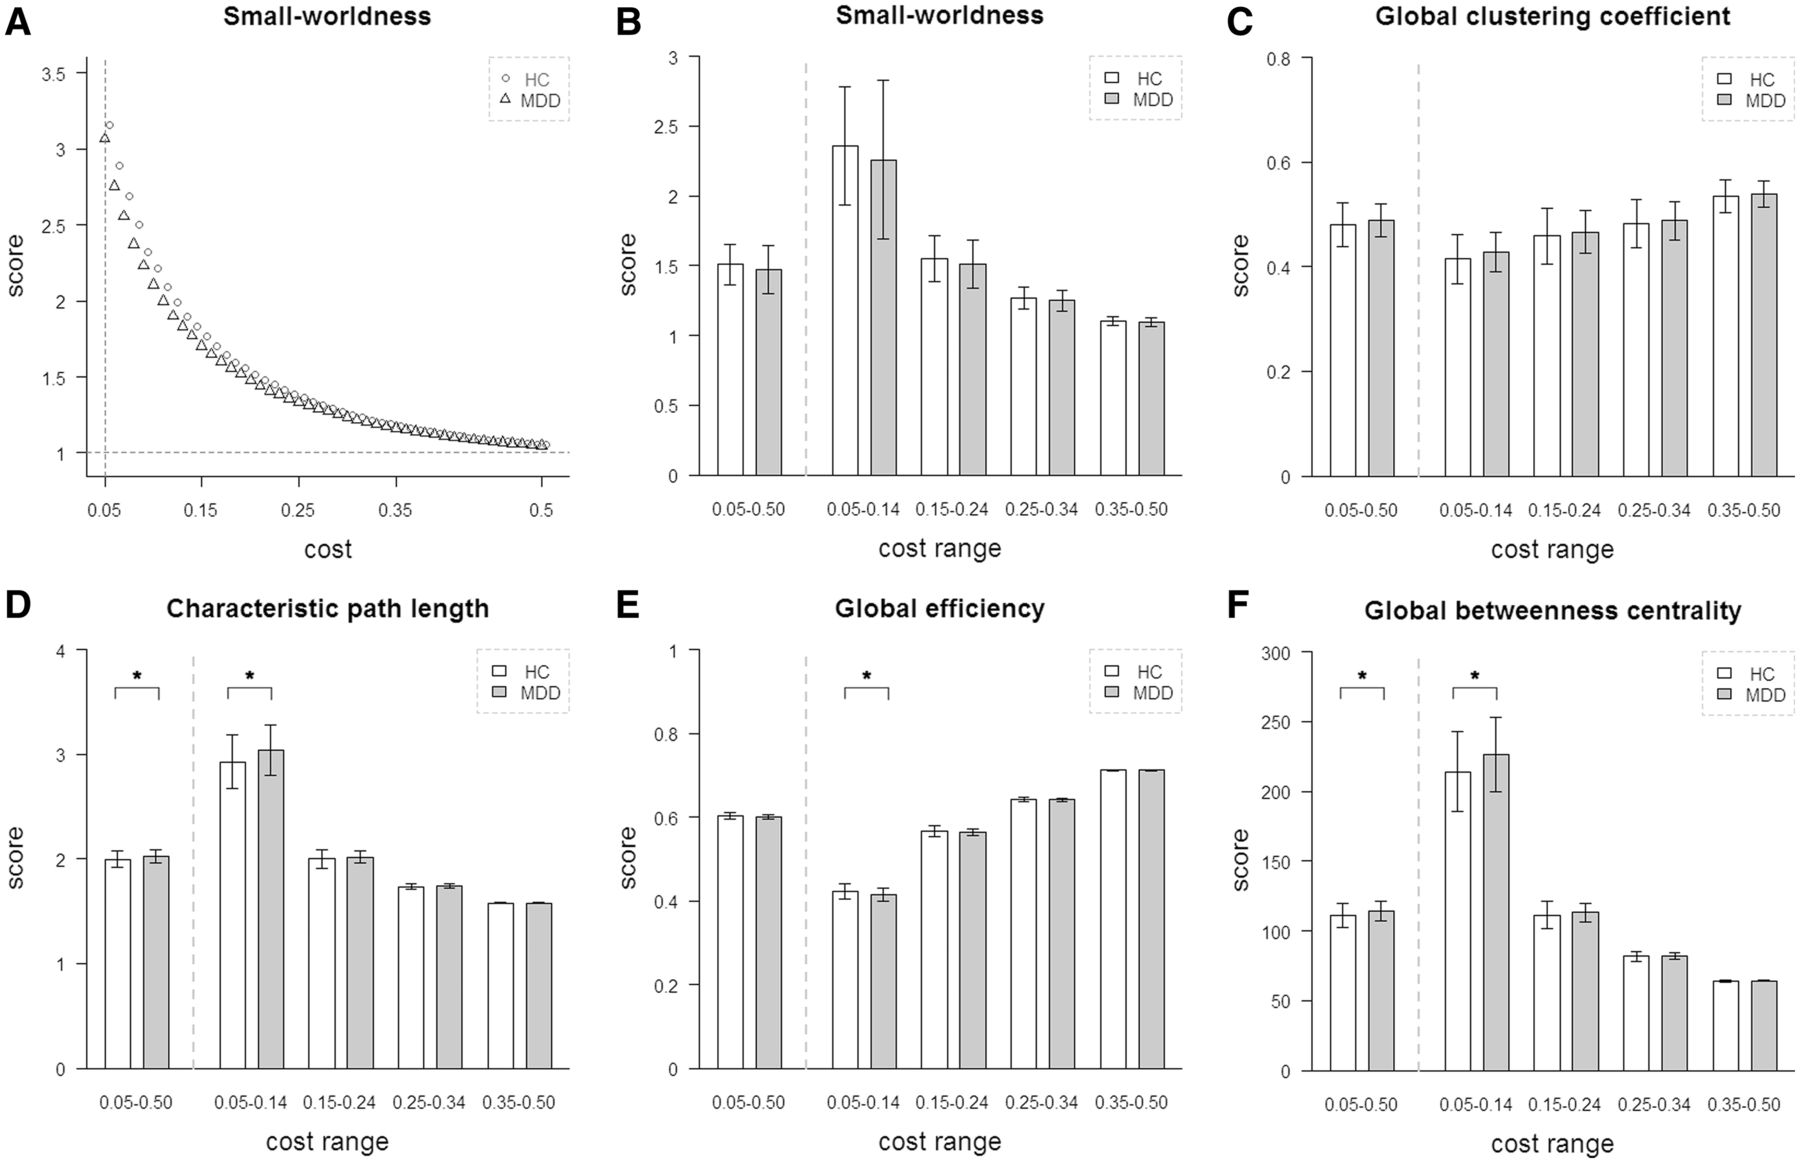 A
Small-worldness
3.5
3
2.5
2
1.5
1
score
HC
MDD
0.05 0.15 0.25 0.35 0.5
cost
B
Small-worldness
3
2.5
2
1.5
1
0.5
0
score
HC
MDD
0.05-0.50 0.05-0.14 0.15-0.24 0.25-0.34 0.35-0.50
cost range
C
Global clustering coefficient
0.8
0.6
0.4
0.2
0
score
HC
MDD
0.05-0.50 0.05-0.14 0.15-0.24 0.25-0.34 0.35-0.50
cost range
D
Characteristic path length
4
3
2
1
0
score
* *
HC
MDD
0.05-0.50 0.05-0.14 0.15-0.24 0.25-0.34 0.35-0.50
cost range
E
Global efficiency
1
0.8
0.6
0.4
0.2
0
score
*
HC
MDD
0.05-0.50 0.05-0.14 0.15-0.24 0.25-0.34 0.35-0.50
cost range
F
Global betweenness centrality
300
250
200
150
100
50
0
score
* *
HC
MDD
0.05-0.50 0.05-0.14 0.15-0.24 0.25-0.34 0.35-0.50
cost range